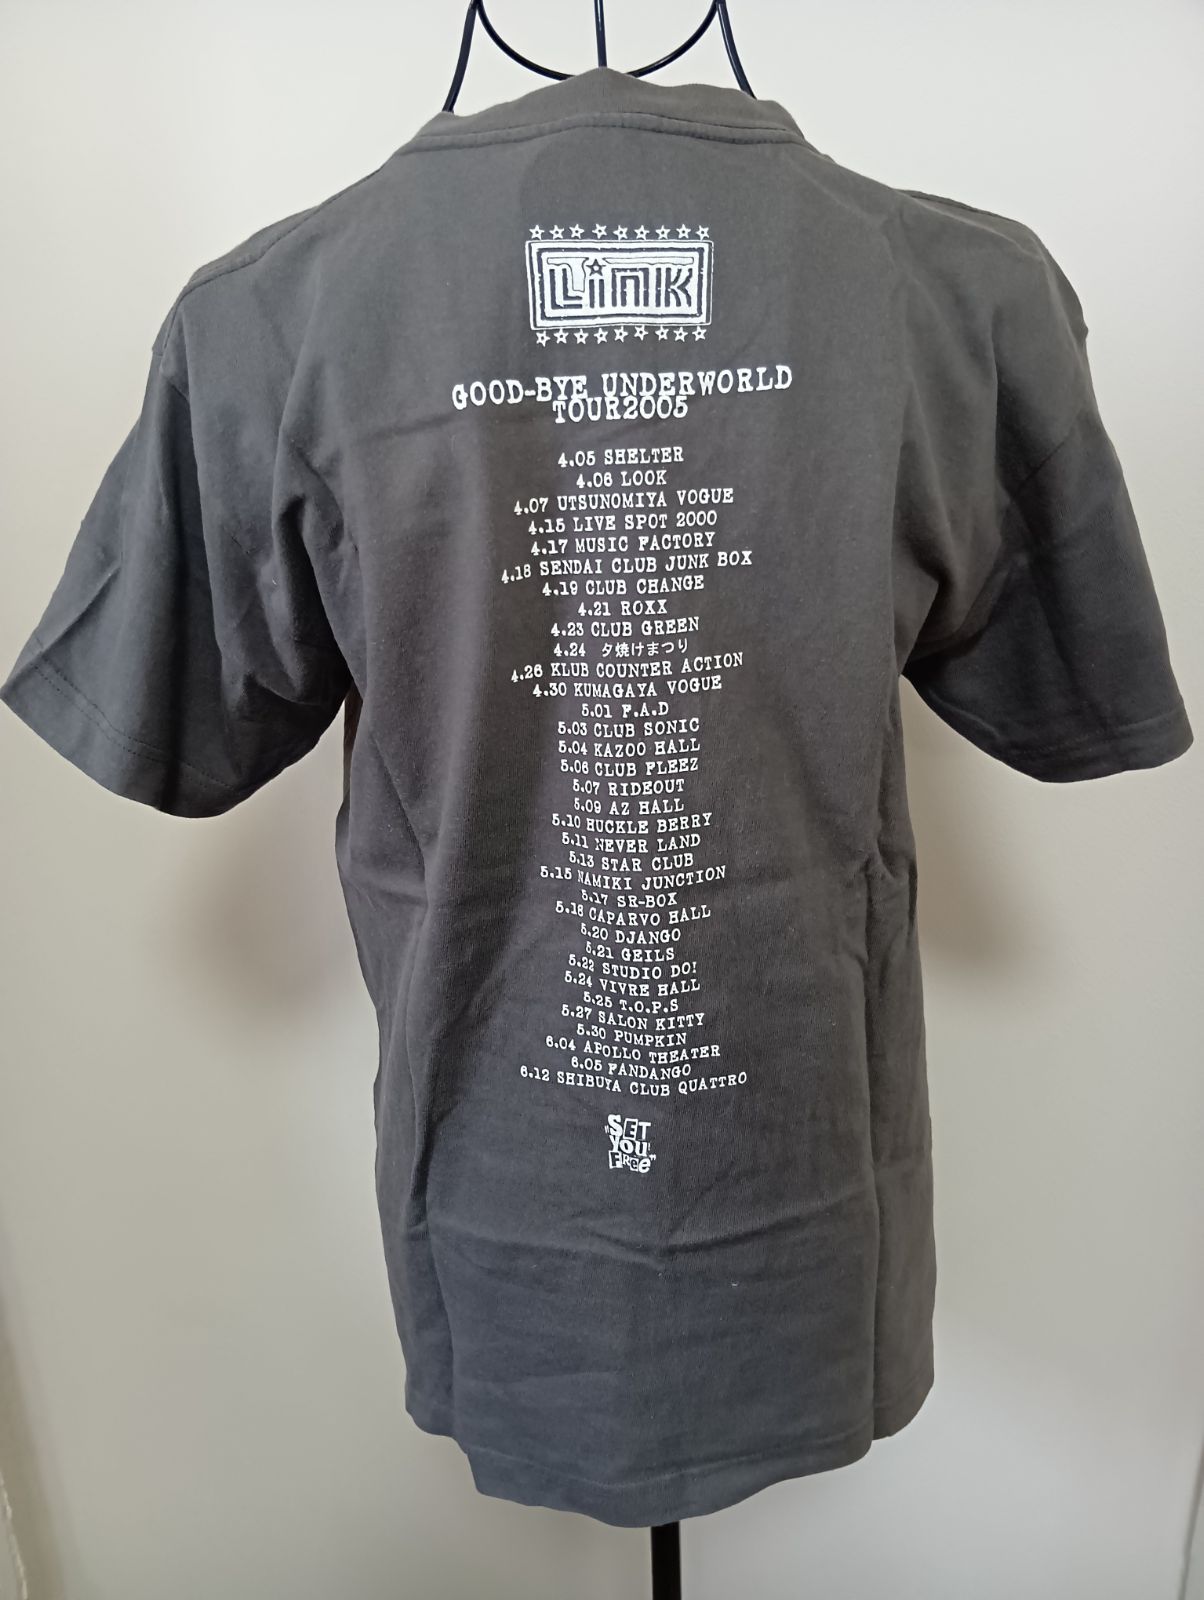 LiNK
GOOD-BYE UNDERWORLD
TOUR2005
4.05 SHELTER
4.06 LOOK
4.07 UTSUNOMIYA VOGUE
4.15 LIVE SPOT 2000
4.17 MUSIC FACTORY
4.18 SENDAI CLUB JUNK BOX
4.19 CLUB CHANGE
4.21 ROXX
4.23 CLUB GREEN
4.24 夕焼けまつり
4.26 KLUB COUNTER ACTION
4.30 KUMAGAYA VOGUE
5.01 F.A.D
5.03 CLUB SONIC
5.04 KAZOO HALL
5.06 CLUB FLEEZ
5.07 RIDEOUT
5.09 AZ HALL
5.10 HUCKLE BERRY
5.11 NEVER LAND
5.13 STAR CLUB
5.15 NAMIKI JUNCTION
5.17 SR-BOX
5.18 CAPARVO HALL
5.20 DJANGO
5.21 GEILS
5.22 STUDIO DO!
5.24 VIVRE HALL
5.25 T.O.P.S
5.27 SALON KITTY
5.30 PUMPKIN
6.04 APOLLO THEATER
6.05 FANDANGO
6.12 SHIBUYA CLUB QUATTRO
"SET
YOU!
FREE"